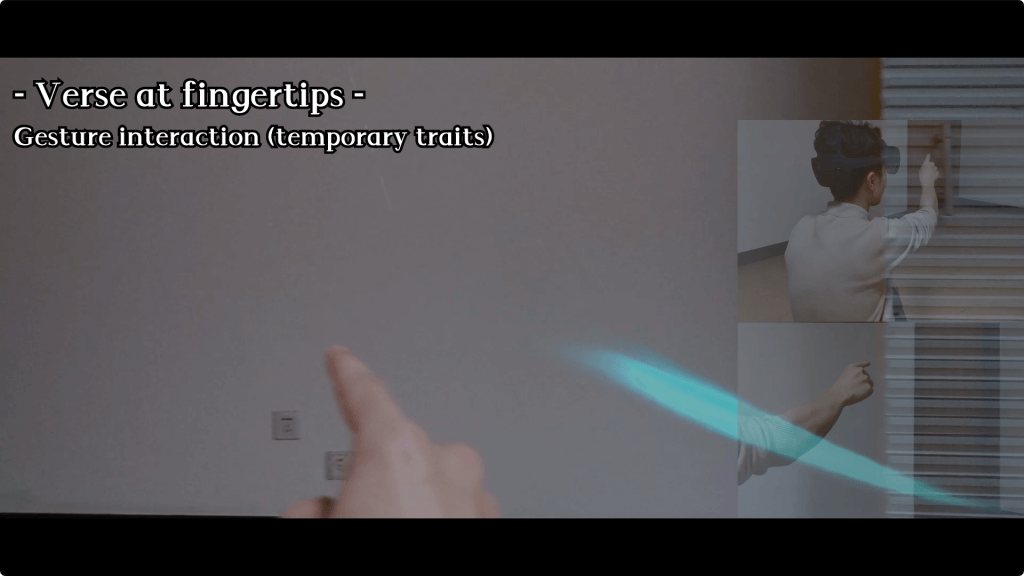 - Verse at fingertips -
Gesture interaction (temporary traits)